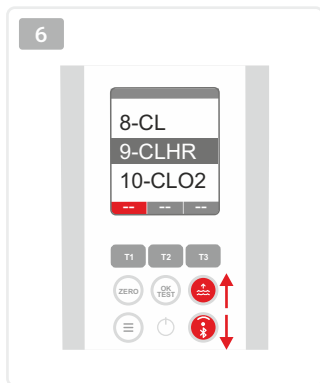 6
8-CL
9-CLHR
10-CLO2
-- -- --
T1 T2 T3
ZERO OK TEST